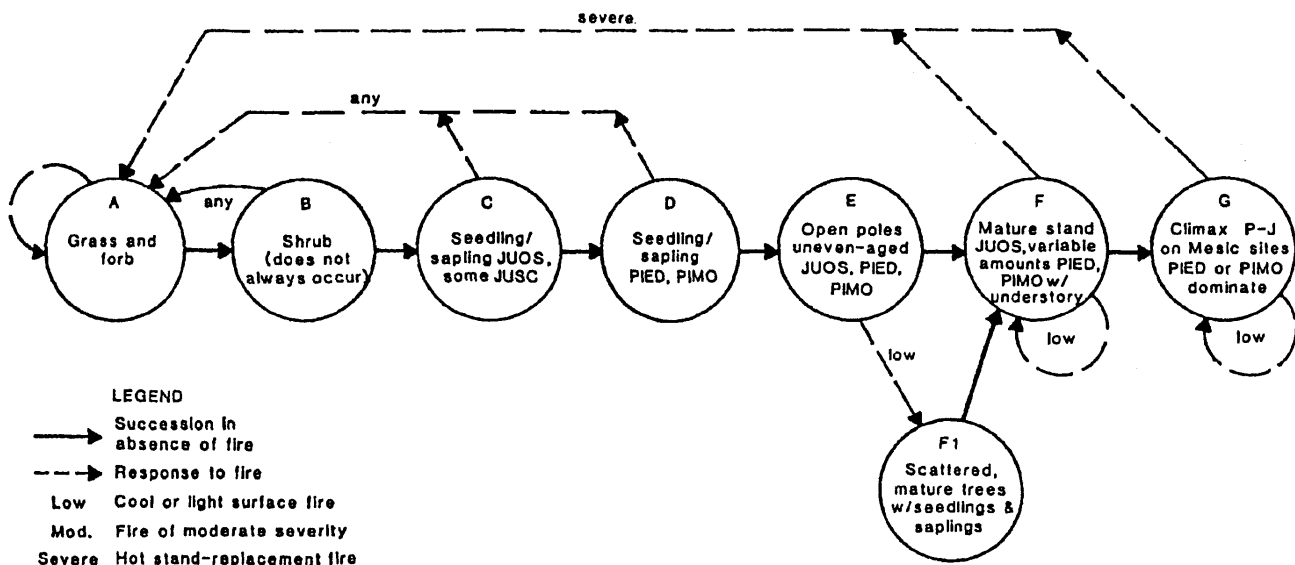 severe
any
A
Grass and
forb
any
B
Shrub
(does not
always occur)
C
Seedling/
sapling JUOS,
some JUSC
D
Seedling/
sapling
PIED, PIMO
E
Open poles
uneven-aged
JUOS, PIED,
PIMO
F
Mature stand
JUOS, variable
amounts PIED,
PIMO w/
understory
G
Climax P-J
on Mesic sites
PIED or PIMO
dominate
low
low
low
F1
Scattered,
mature trees
w/seedlings &
saplings
LEGEND
Succession in
absence of fire
Response to fire
Low Cool or light surface fire
Mod. Fire of moderate severity
Severe Hot stand-replacement fire